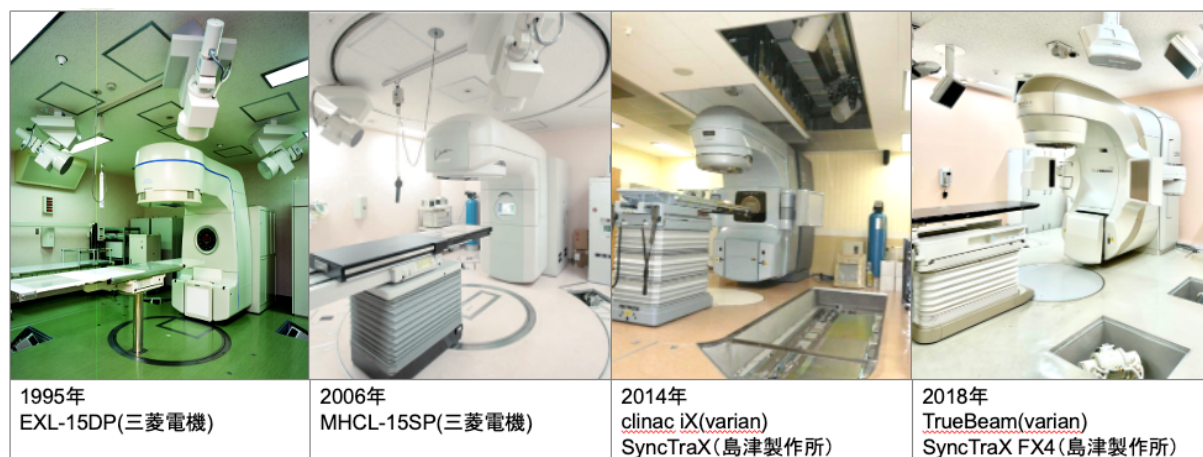 1995年
EXL-15DP(三菱電機)
2006年
MHCL-15SP(三菱電機)
2014年
clinac iX(varian)
SyncTraX(島津製作所)
2018年
TrueBeam(varian)
SyncTraX FX4(島津製作所)